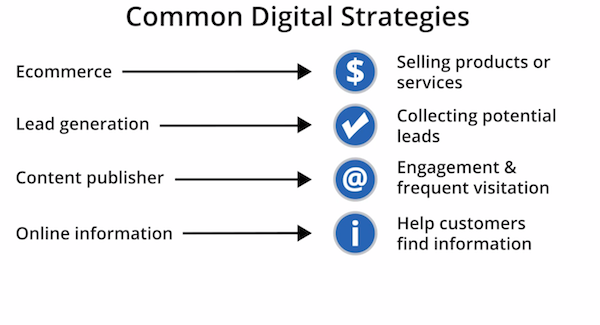 Common Digital Strategies
Ecommerce
$
Selling products or
services
Lead generation
Collecting potential
leads
Content publisher
@
Engagement &
frequent visitation
Online information
i
Help customers
find information